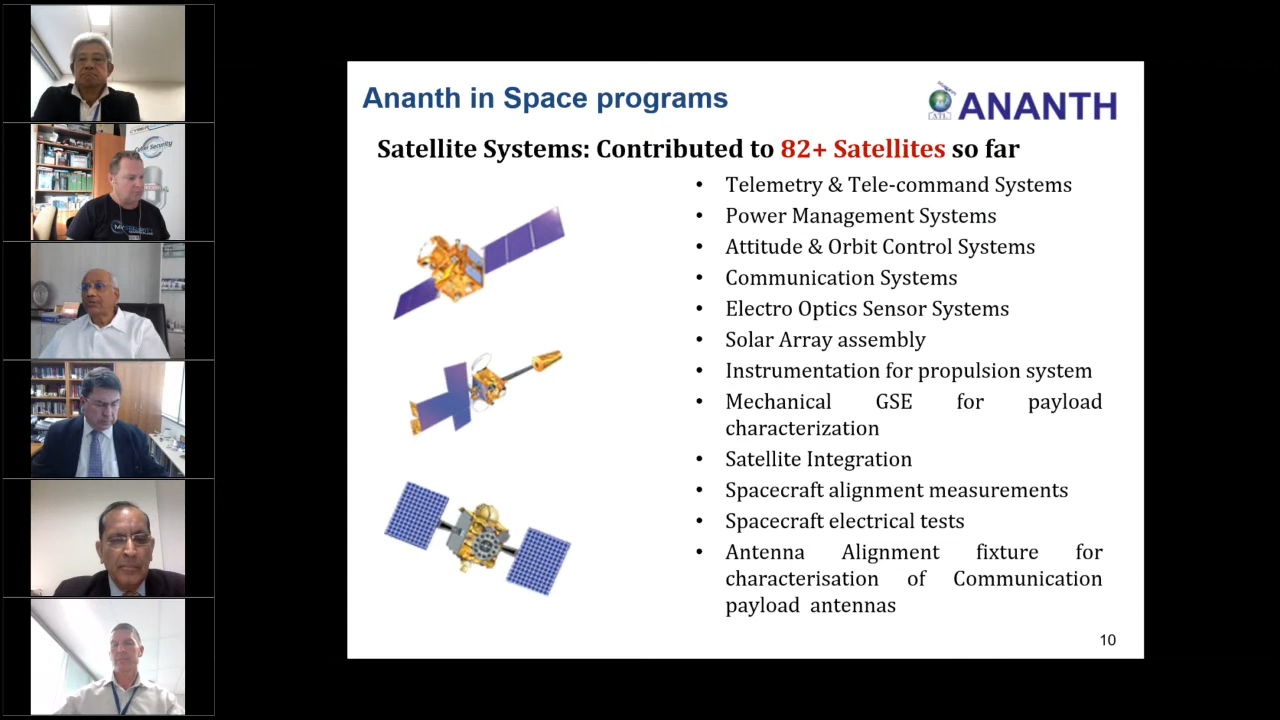 Ananth in Space programs
ATL
ANANTH
Satellite Systems: Contributed to 82+ Satellites so far
• Telemetry & Tele-command Systems
• Power Management Systems
• Attitude & Orbit Control Systems
• Communication Systems
• Electro Optics Sensor Systems
• Solar Array assembly
• Instrumentation for propulsion system
• Mechanical GSE for payload
characterization
• Satellite Integration
• Spacecraft alignment measurements
• Spacecraft electrical tests
• Antenna Alignment fixture for
characterisation of Communication
payload antennas
10
Cyber Security